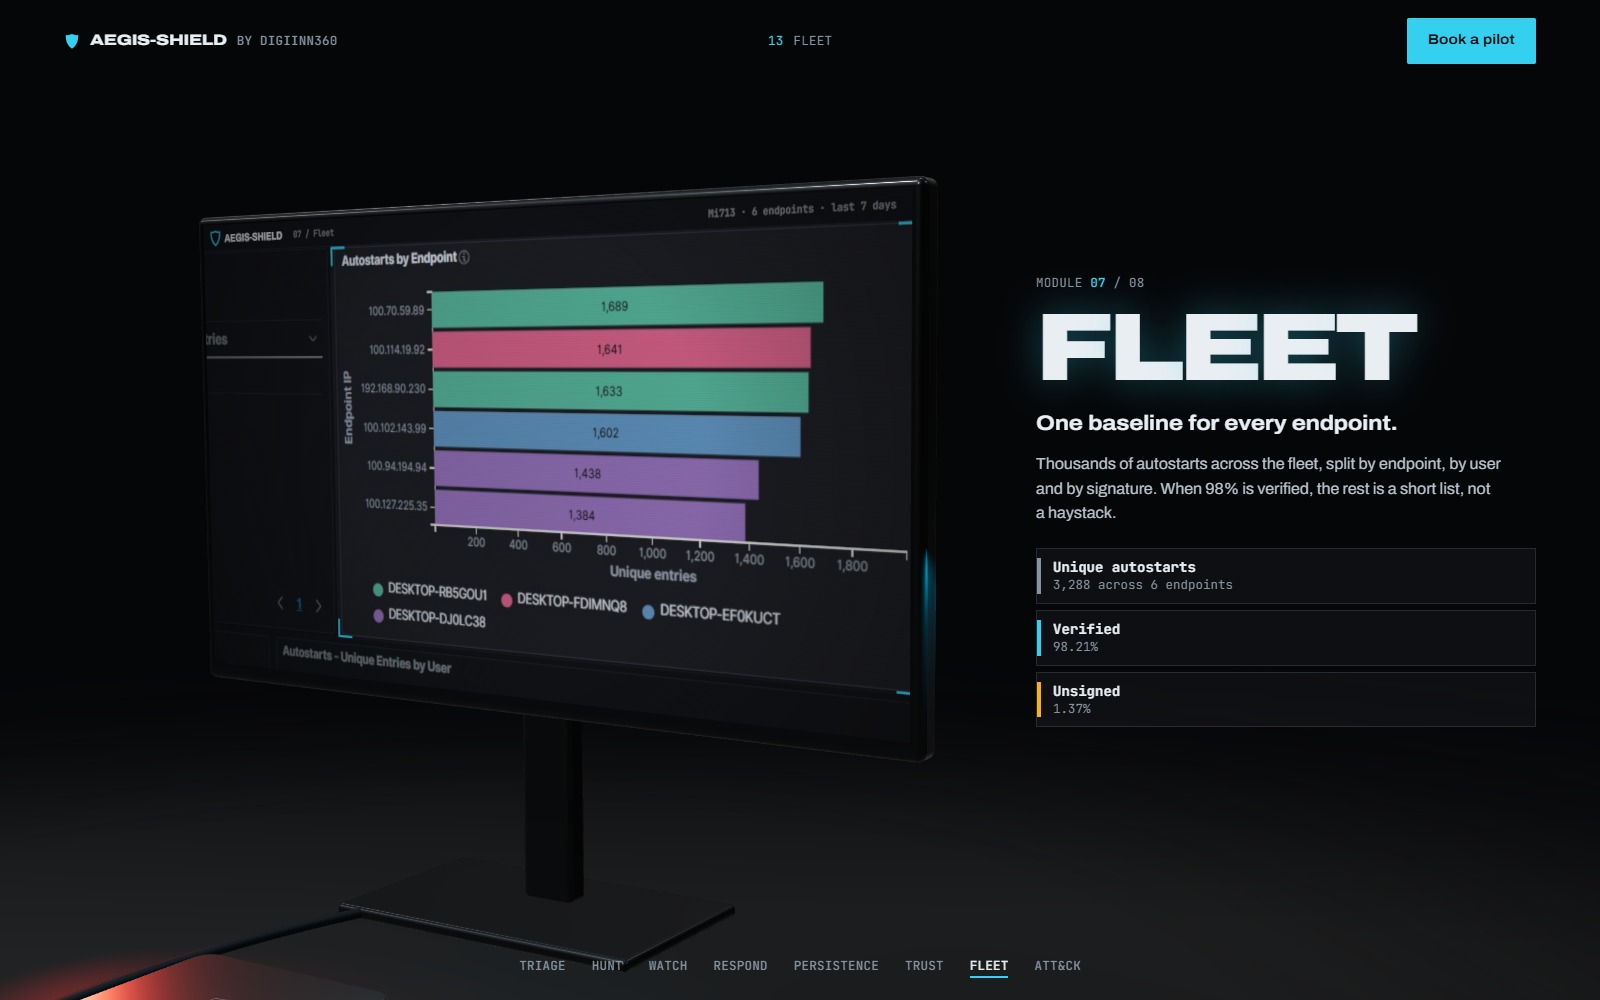 AEGIS-SHIELD BY DIGIINN360
13 FLEET
Book a pilot
AEGIS-SHIELD 07 / Fleet
Mi713 · 6 endpoints · last 7 days
Autostarts by Endpoint
tries
Endpoint IP
100.70.59.89 1,689
100.114.19.92 1,641
192.168.90.230 1,633
100.102.143.99 1,602
100.94.194.94 1,438
100.127.225.35 1,384
200 400 600 800 1,000 1,200 1,400 1,600 1,800
Unique entries
DESKTOP-RB5GOU1 DESKTOP-FDIMNQ8 DESKTOP-EF0KUCT
DESKTOP-DJ0LC38
1
Autostarts - Unique Entries by User
MODULE 07 / 08
FLEET
One baseline for every endpoint.
Thousands of autostarts across the fleet, split by endpoint, by user
and by signature. When 98% is verified, the rest is a short list, not
a haystack.
Unique autostarts
3,288 across 6 endpoints
Verified
98.21%
Unsigned
1.37%
TRIAGE HUNT WATCH RESPOND PERSISTENCE TRUST FLEET ATT&CK